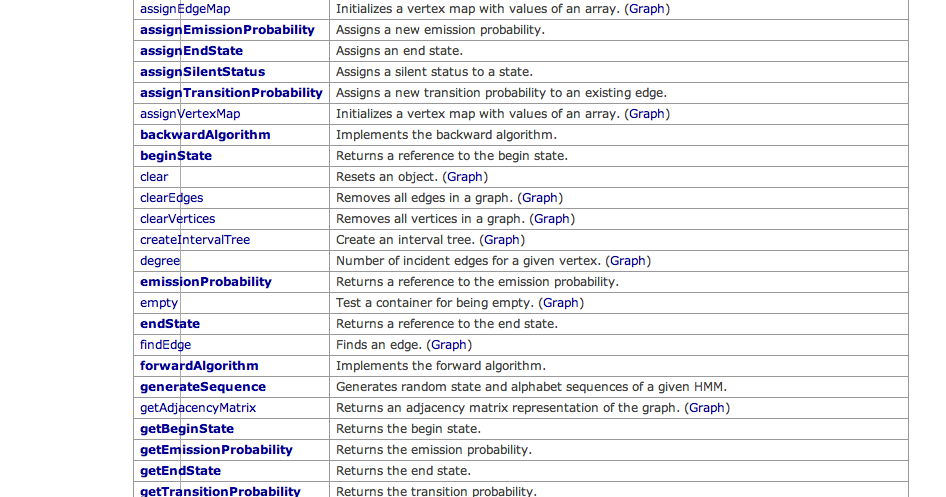 assignEdgeMap Initializes a vertex map with values of an array. (Graph)
assignEmissionProbability Assigns a new emission probability.
assignEndState Assigns an end state.
assignSilentStatus Assigns a silent status to a state.
assignTransitionProbability Assigns a new transition probability to an existing edge.
assignVertexMap Initializes a vertex map with values of an array. (Graph)
backwardAlgorithm Implements the backward algorithm.
beginState Returns a reference to the begin state.
clear Resets an object. (Graph)
clearEdges Removes all edges in a graph. (Graph)
clearVertices Removes all vertices in a graph. (Graph)
createIntervalTree Create an interval tree. (Graph)
degree Number of incident edges for a given vertex. (Graph)
emissionProbability Returns a reference to the emission probability.
empty Test a container for being empty. (Graph)
endState Returns a reference to the end state.
findEdge Finds an edge. (Graph)
forwardAlgorithm Implements the forward algorithm.
generateSequence Generates random state and alphabet sequences of a given HMM.
getAdjacencyMatrix Returns an adjacency matrix representation of the graph. (Graph)
getBeginState Returns the begin state.
getEmissionProbability Returns the emission probability.
getEndState Returns the end state.
getTransitionProbability Returns the transition probability.